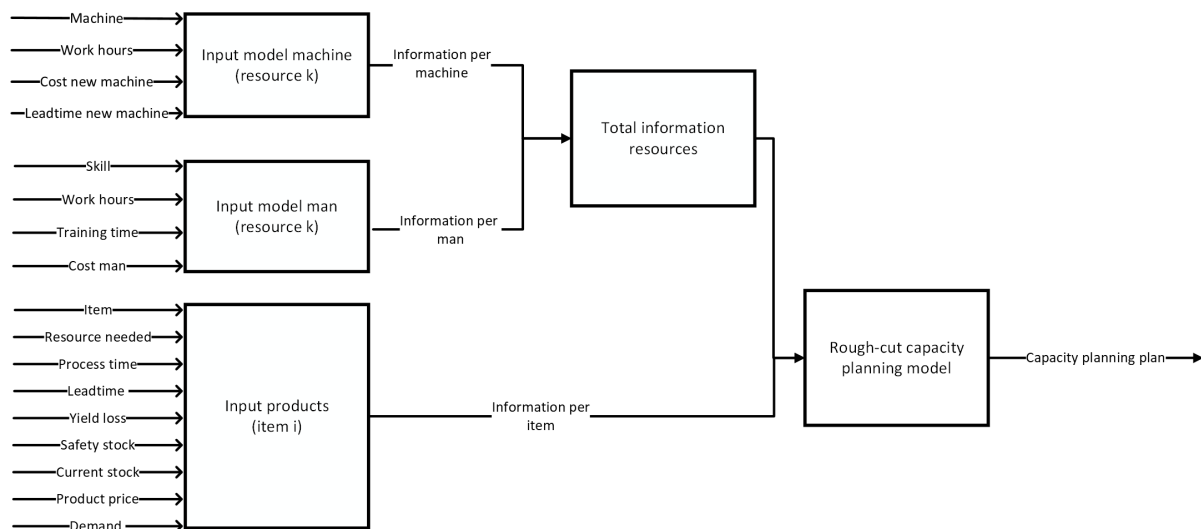 Machine
Work hours
Cost new machine
Leadtime new machine
Input model machine
(resource k)
Information per
machine
Skill
Work hours
Training time
Cost man
Input model man
(resource k)
Information per
man
Total information
resources
Item
Resource needed
Process time
Leadtime
Yield loss
Safety stock
Current stock
Product price
Demand
Input products
(item i)
Information per
item
Rough-cut capacity
planning model
Capacity planning plan